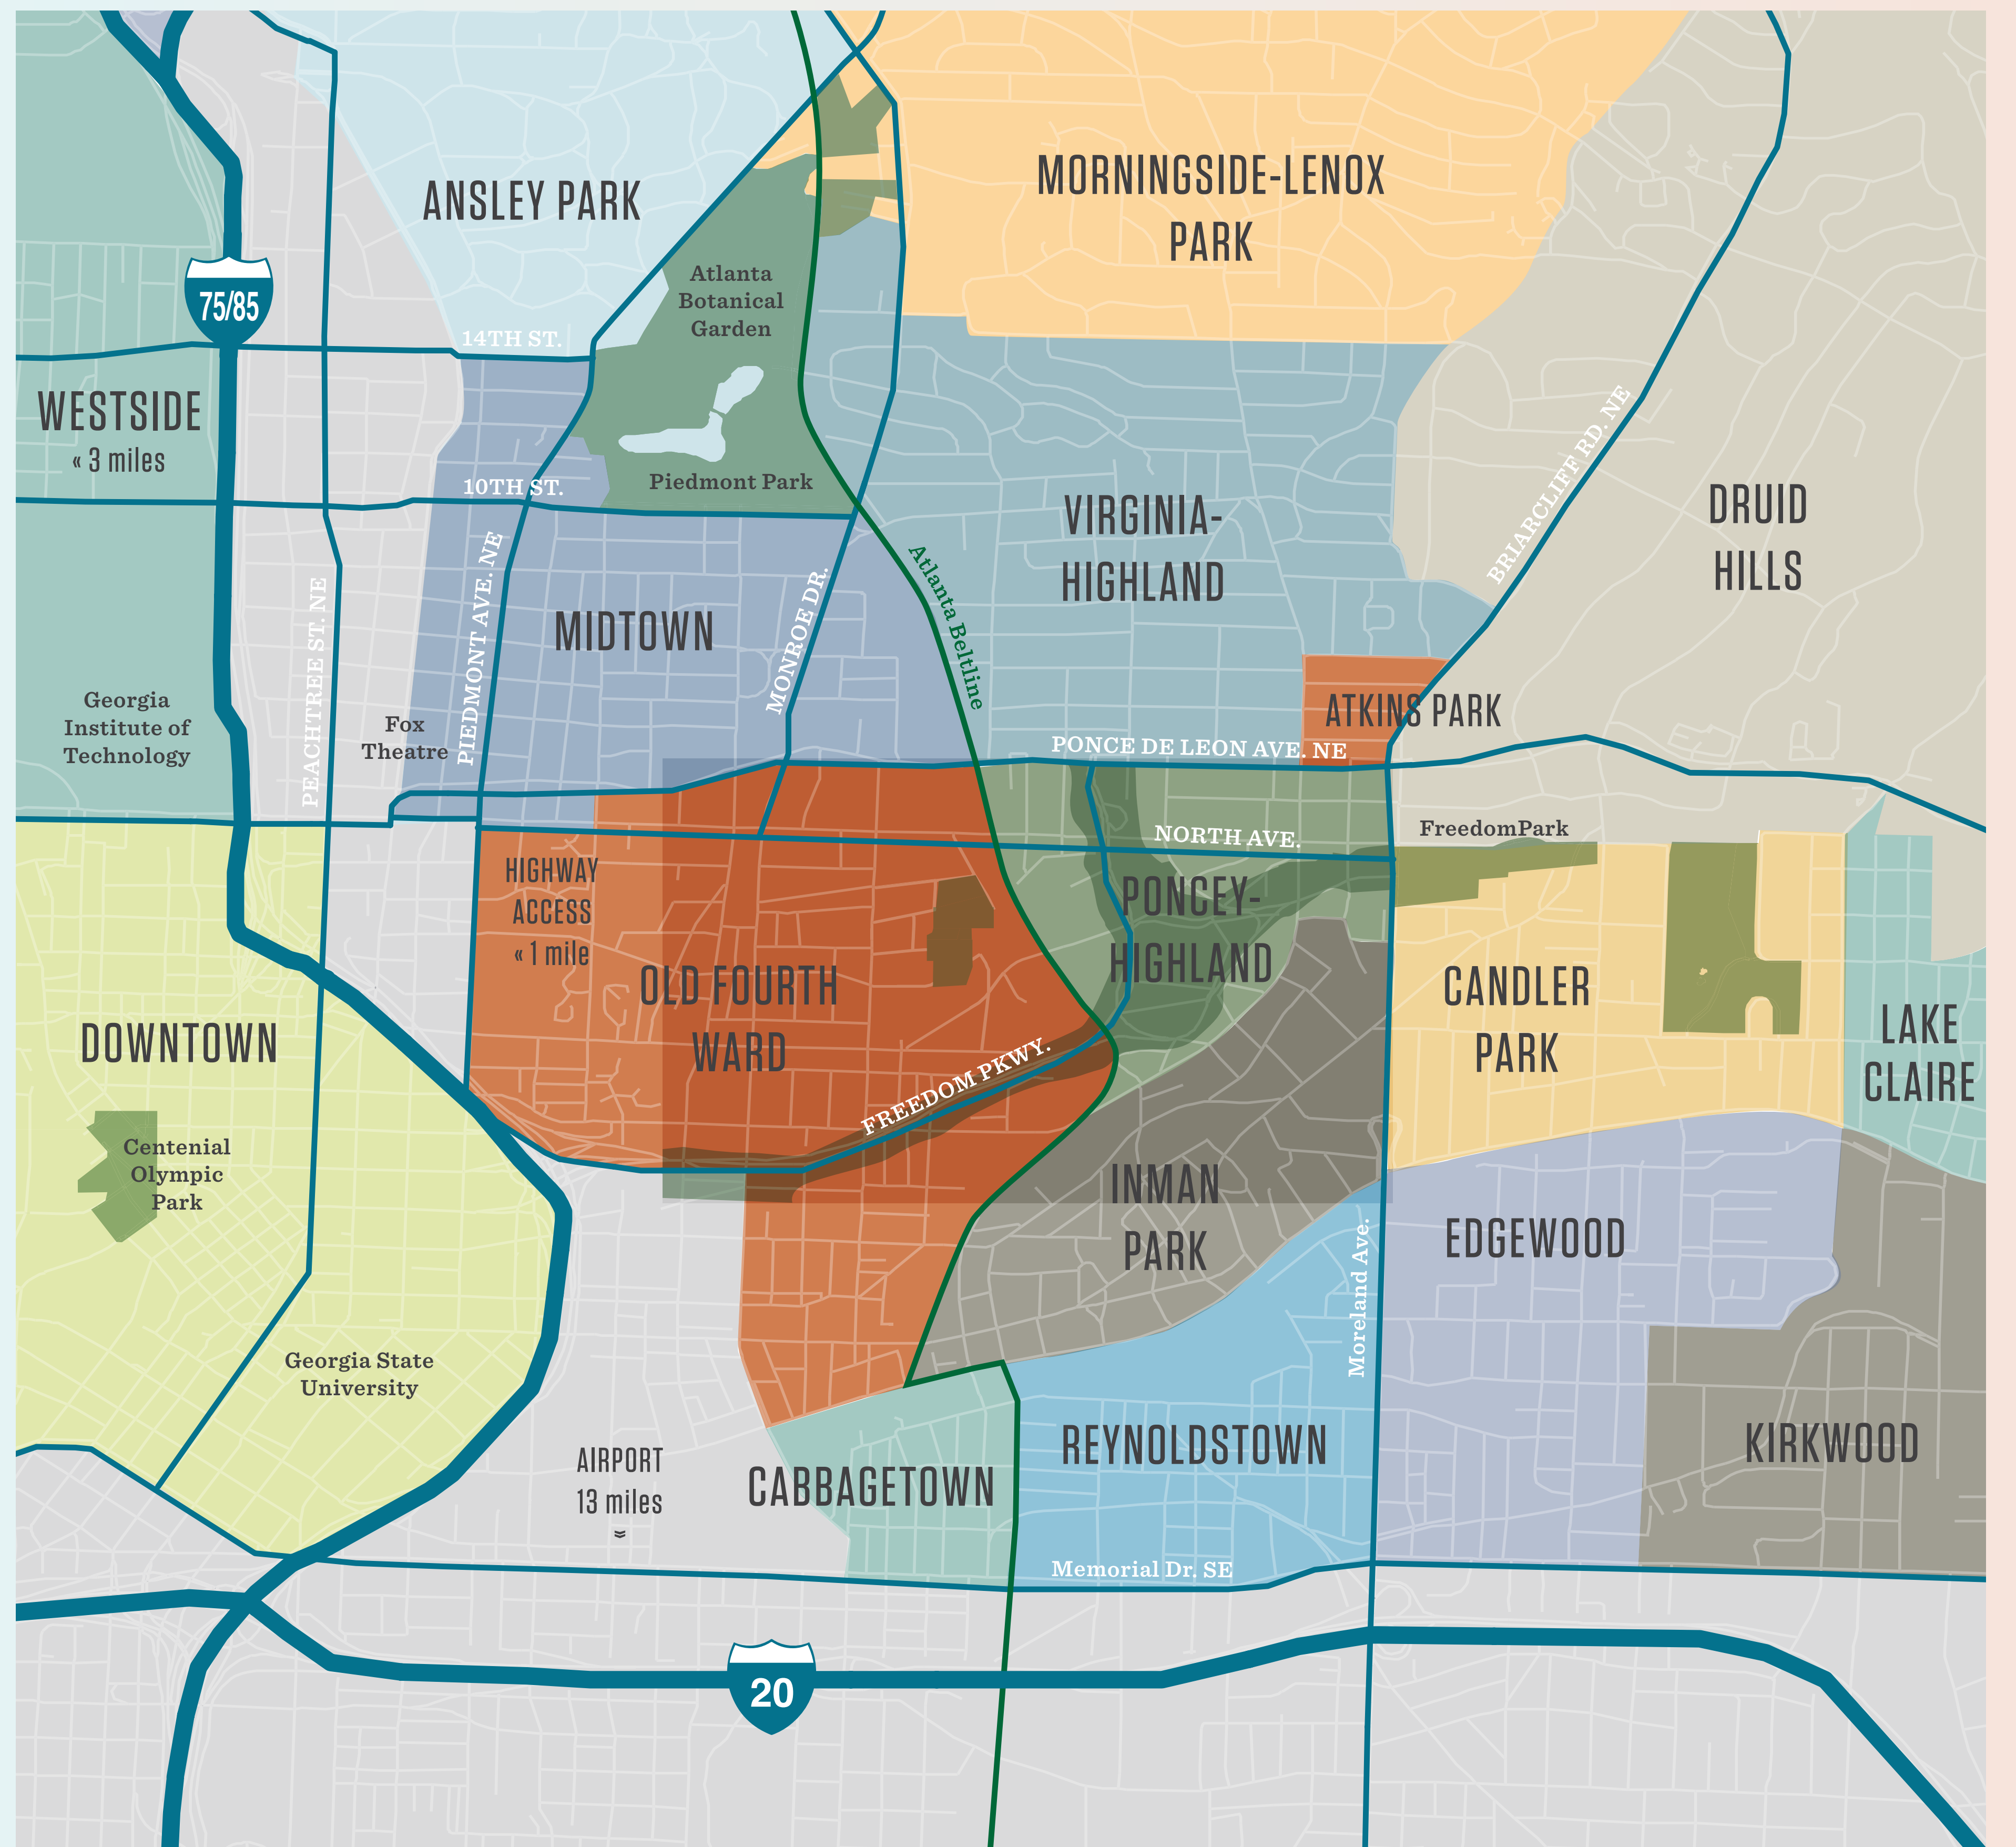 ANSLEY PARK
MORNINGSIDE-LENOX
PARK
Atlanta
Botanical
Garden
75/85
14TH ST.
WESTSIDE
« 3 miles
10TH ST.
Piedmont Park
VIRGINIA-
HIGHLAND
BRIARCLIFF RD. NE
DRUID
HILLS
MIDTOWN
PEACHTREE ST. NE
PIEDMONT AVE. NE
MONROE DR.
Atlanta Beltline
Georgia
Institute of
Technology
Fox
Theatre
ATKINS PARK
PONCE DE LEON AVE. NE
NORTH AVE.
FreedomPark
HIGHWAY
ACCESS
« 1 mile
PONCEY-
HIGHLAND
OLD FOURTH
WARD
CANDLER
PARK
LAKE
CLAIRE
DOWNTOWN
FREEDOM PKWY.
Centenial
Olympic
Park
INMAN
PARK
EDGEWOOD
Moreland Ave.
Georgia State
University
AIRPORT
13 miles
CABBAGETOWN
REYNOLDSTOWN
KIRKWOOD
Memorial Dr. SE
20